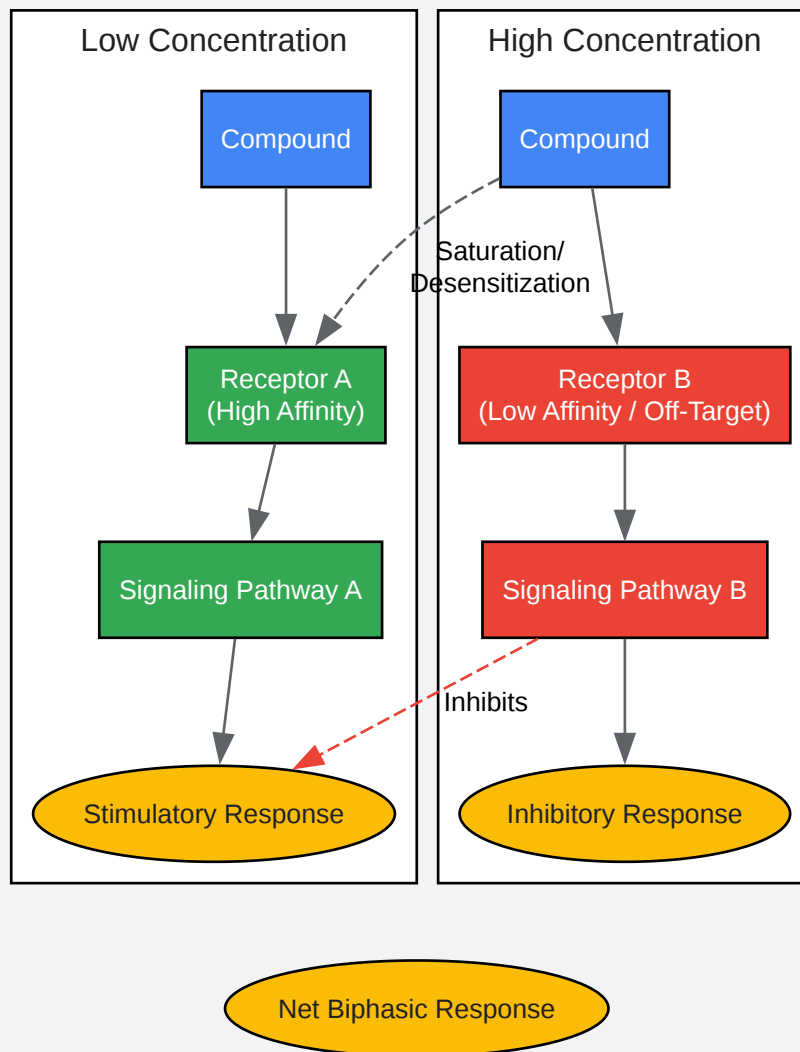 Low Concentration
High Concentration
Compound
Compound
Saturation/
Desensitization
Receptor A
(High Affinity)
Receptor B
(Low Affinity / Off-Target)
Signaling Pathway A
Signaling Pathway B
Inhibits
Stimulatory Response
Inhibitory Response
Net Biphasic Response